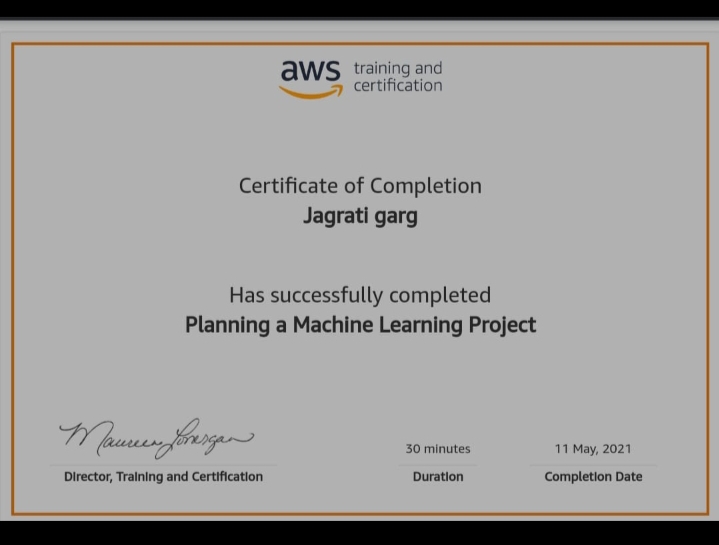 aws training and
certification
Certificate of Completion
Jagrati garg
Has successfully completed
Planning a Machine Learning Project
Maureen Lonergan
30 minutes
11 May, 2021
Director, Training and Certification
Duration
Completion Date